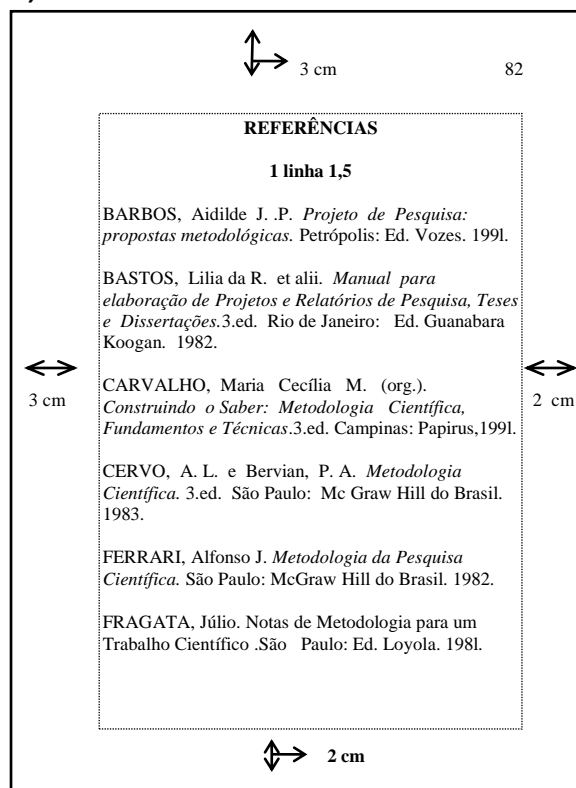 3 cm 82
REFERÊNCIAS
1 linha 1,5
BARBOS, Aidilde J. .P. Projeto de Pesquisa:
propostas metodológicas. Petrópolis: Ed. Vozes. 199l.
BASTOS, Lilia da R. et alii. Manual para
elaboração de Projetos e Relatórios de Pesquisa, Teses
e Dissertações.3.ed. Rio de Janeiro: Ed. Guanabara
Koogan. 1982.
3 cm
2 cm
CARVALHO, Maria Cecília M. (org.).
Construindo o Saber: Metodologia Científica,
Fundamentos e Técnicas.3.ed. Campinas: Papirus,199l.
CERVO, A. L. e Bervian, P. A. Metodologia
Científica. 3.ed. São Paulo: Mc Graw Hill do Brasil.
1983.
FERRARI, Alfonso J. Metodologia da Pesquisa
Científica. São Paulo: McGraw Hill do Brasil. 1982.
FRAGATA, Júlio. Notas de Metodologia para um
Trabalho Científico .São Paulo: Ed. Loyola. 198l.
2 cm